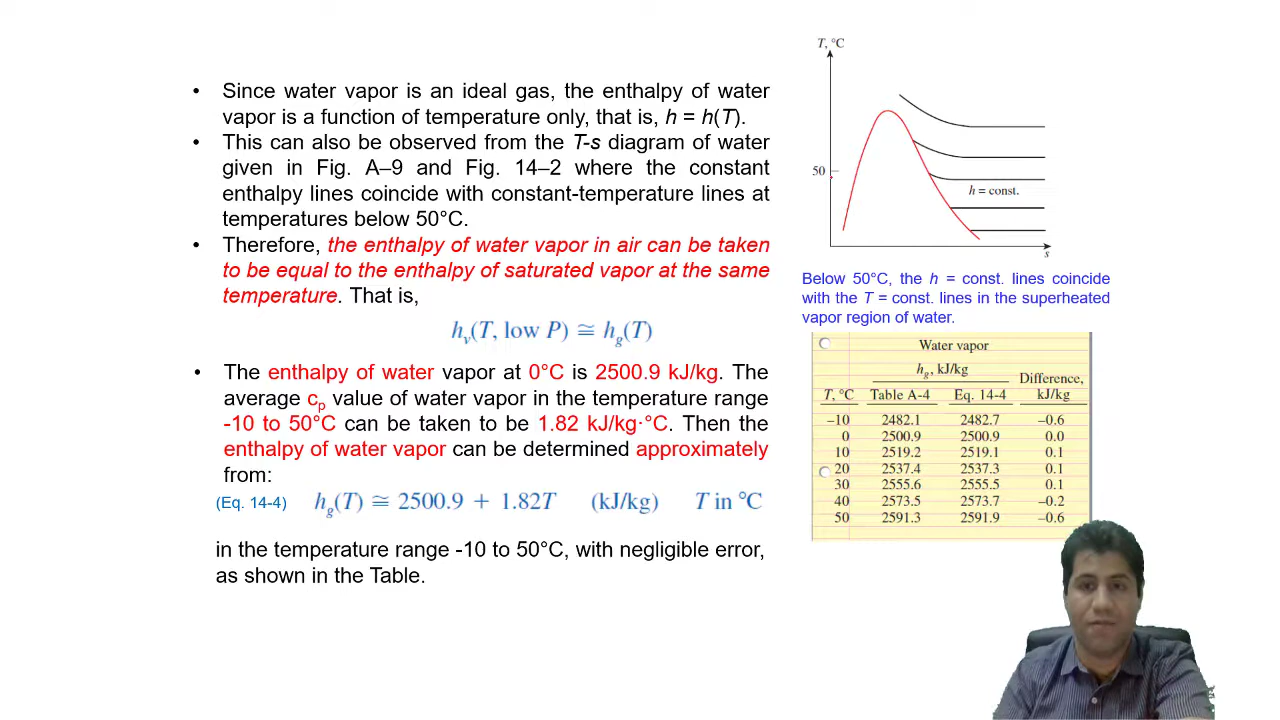 • Since water vapor is an ideal gas, the enthalpy of water
vapor is a function of temperature only, that is, h = h(T).
• This can also be observed from the T-s diagram of water
given in Fig. A–9 and Fig. 14–2 where the constant
enthalpy lines coincide with constant-temperature lines at
temperatures below 50°C.
• Therefore, the enthalpy of water vapor in air can be taken
to be equal to the enthalpy of saturated vapor at the same
temperature. That is,
hv(T, low P) ≅ hg(T)
• The enthalpy of water vapor at 0°C is 2500.9 kJ/kg. The
average cp value of water vapor in the temperature range
-10 to 50°C can be taken to be 1.82 kJ/kg·°C. Then the
enthalpy of water vapor can be determined approximately
from:
(Eq. 14-4) hg(T) ≅ 2500.9 + 1.82T (kJ/kg) T in °C
in the temperature range -10 to 50°C, with negligible error,
as shown in the Table.
T, °C
50
h = const.
s
Below 50°C, the h = const. lines coincide
with the T = const. lines in the superheated
vapor region of water.
Water vapor
hg, kJ/kg
Difference,
T, °C Table A-4 Eq. 14-4 kJ/kg
−10 2482.1 2482.7 −0.6
0 2500.9 2500.9 0.0
10 2519.2 2519.1 0.1
20 2537.4 2537.3 0.1
30 2555.6 2555.5 0.1
40 2573.5 2573.7 −0.2
50 2591.3 2591.9 −0.6